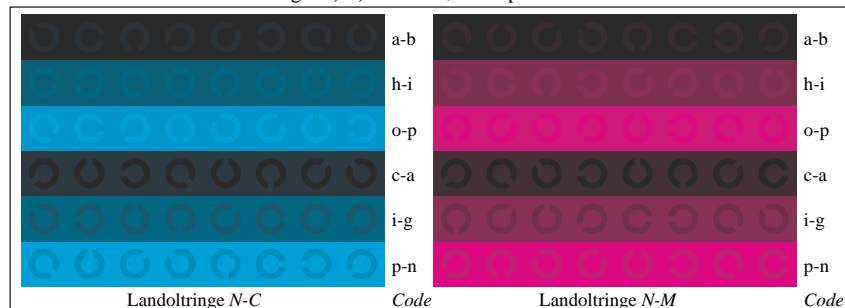 a-b a-b
h-i h-i
o-p o-p
c-a c-a
i-g i-g
p-n p-n
Landoltringe N-C Code Landoltringe N-M Code